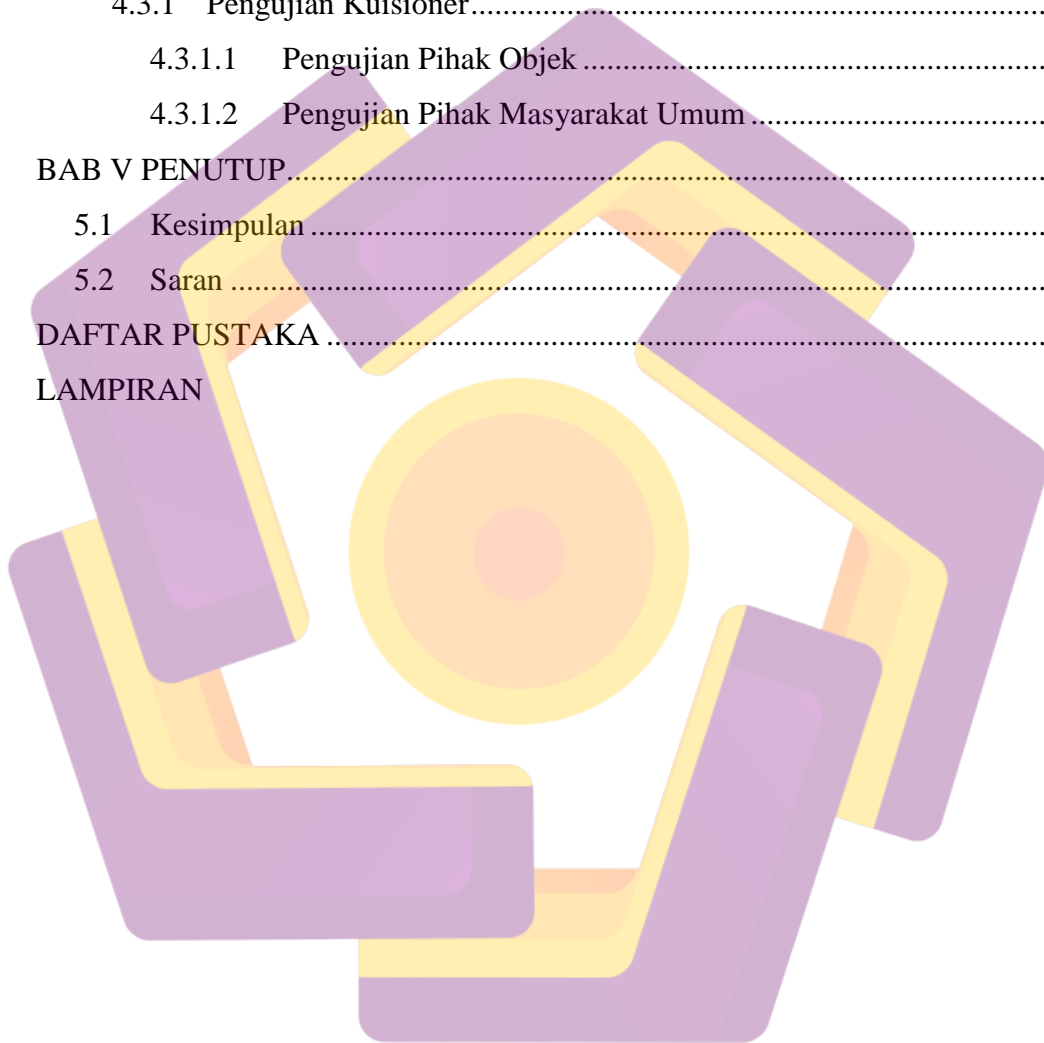 4.3.1 Pengujian Kuisioner.....................................................................................
4.3.1.1 Pengujian Pihak Objek.....................................................................
4.3.1.2 Pengujian Pihak Masyarakat Umum............................................
BAB V PENUTUP..............................................................................................
5.1 Kesimpulan.............................................................................................
5.2 Saran.......................................................................................................
DAFTAR PUSTAKA.........................................................................................
LAMPIRAN